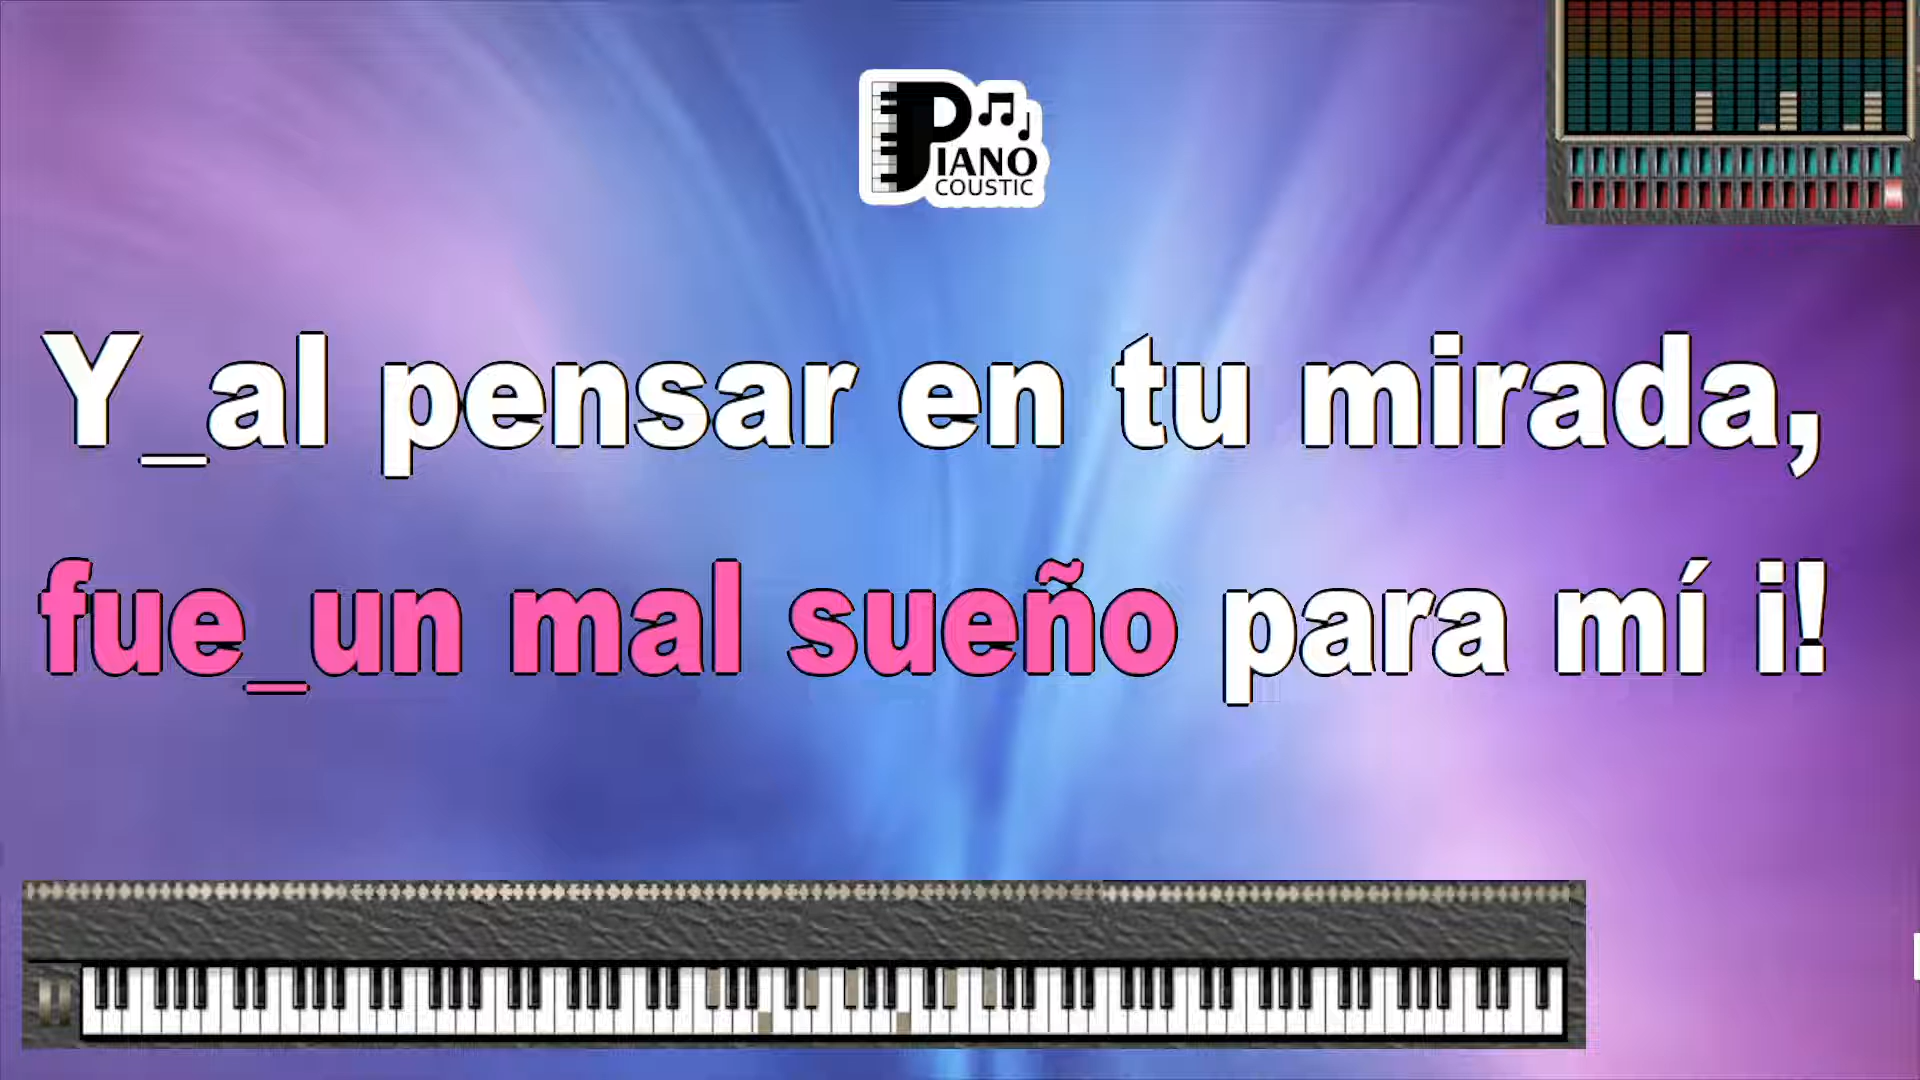 PIANO
COUSTIC
Y_al pensar en tu mirada,
fue_un mal sueño para mí i!